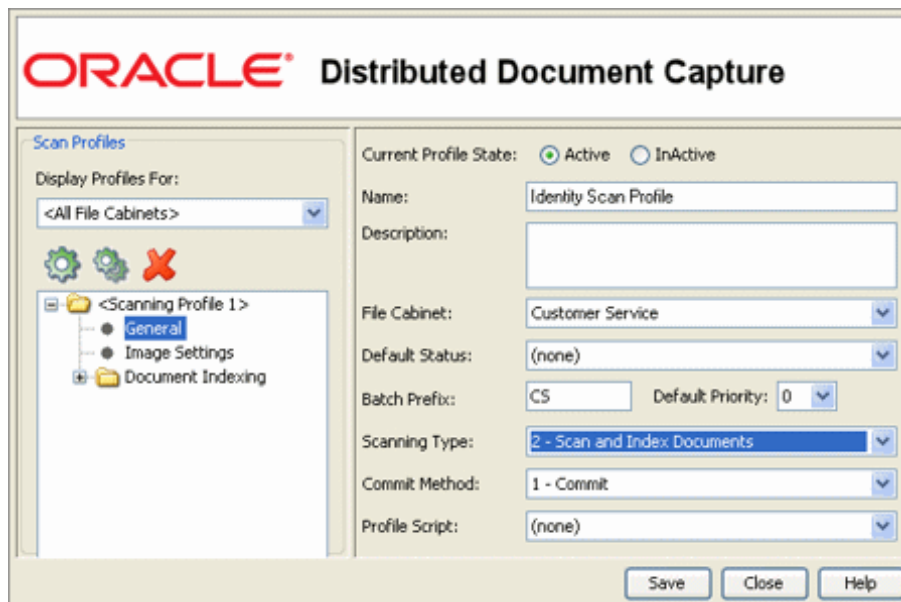 ORACLE® Distributed Document Capture
Scan Profiles
Display Profiles For:
<All File Cabinets>
<Scanning Profile 1>
General
Image Settings
Document Indexing
Current Profile State: Active InActive
Name: Identity Scan Profile
Description:
File Cabinet: Customer Service
Default Status: (none)
Batch Prefix: CS Default Priority: 0
Scanning Type: 2 - Scan and Index Documents
Commit Method: 1 - Commit
Profile Script: (none)
Save Close Help